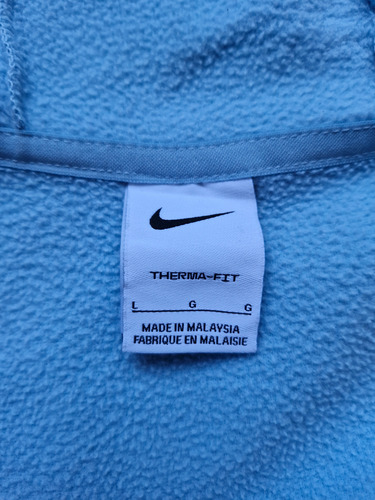 THERMA-FIT
L G G
MADE IN MALAYSIA
FABRIQUE EN MALAISIE